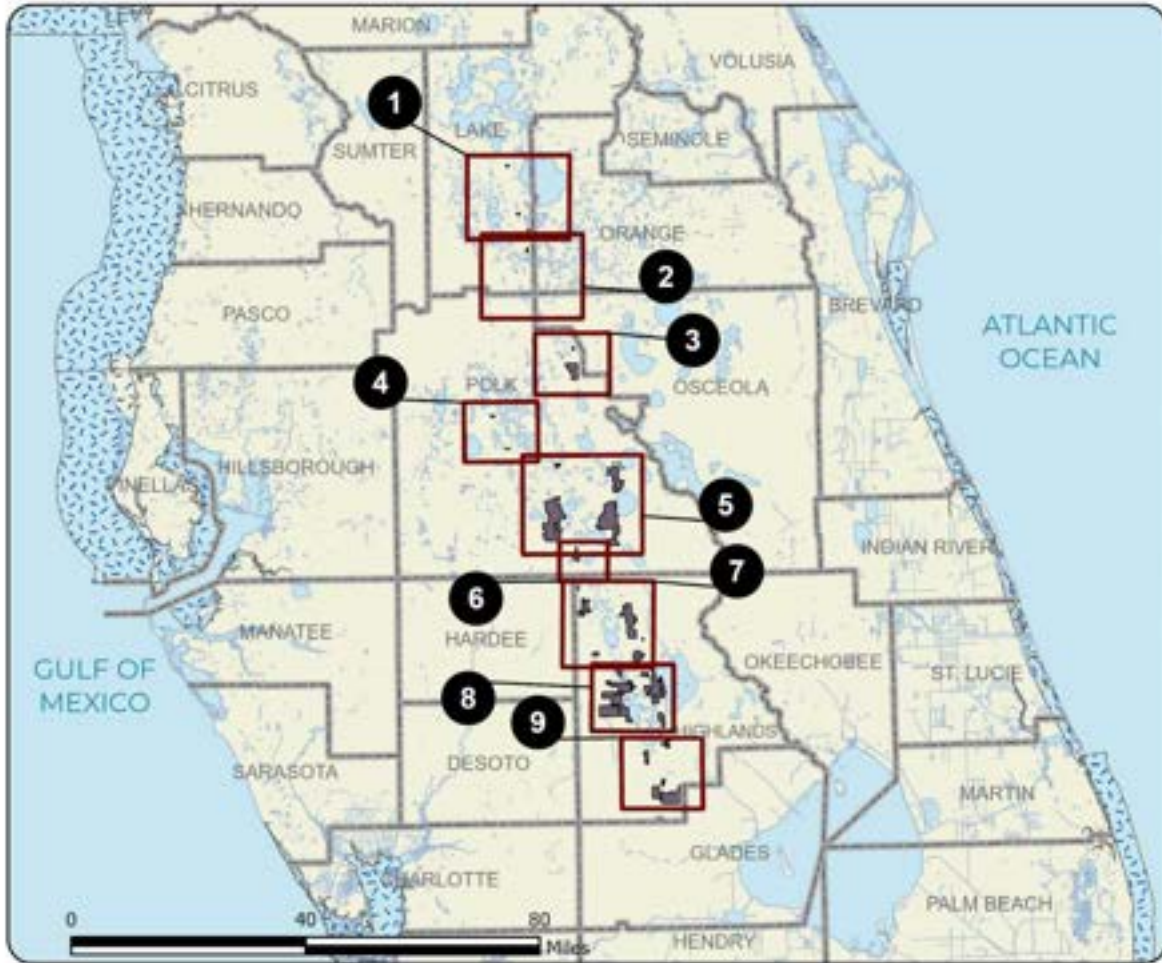 LEV
MARION
VOLUSIA
CITRUS
1
LAKE
SEMINOLE
SUMTER
HERNANDO
ORANGE
2
BREVARD
PASCO
3
ATLANTIC
OCEAN
4
POLK
OSCEOLA
HILLSBOROUGH
PINELLAS
5
INDIAN RIVER
7
6
MANATEE
HARDEE
OKEECHOBEE
ST. LUCIE
GULF OF
MEXICO
8
9
HIGHLANDS
DESOTO
SARASOTA
MARTIN
GLADES
CHARLOTTE
PALM BEACH
0
40
80
Miles
HENDRY